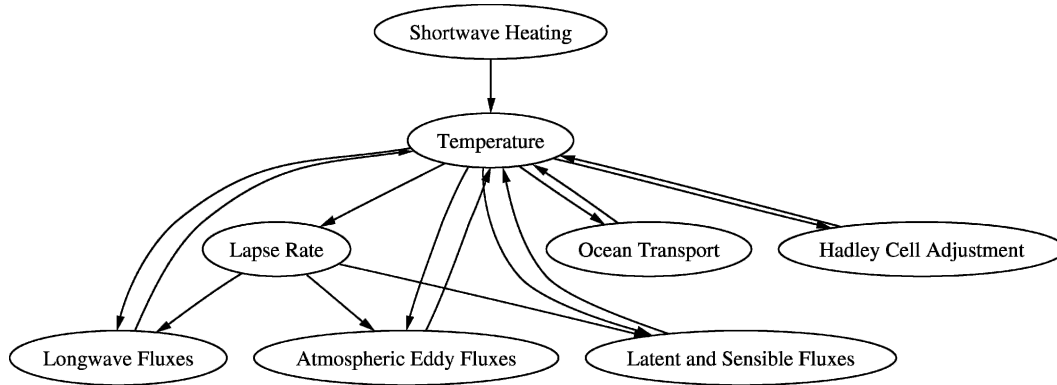 Shortwave Heating
Temperature
Lapse Rate
Ocean Transport
Hadley Cell Adjustment
Longwave Fluxes
Atmospheric Eddy Fluxes
Latent and Sensible Fluxes